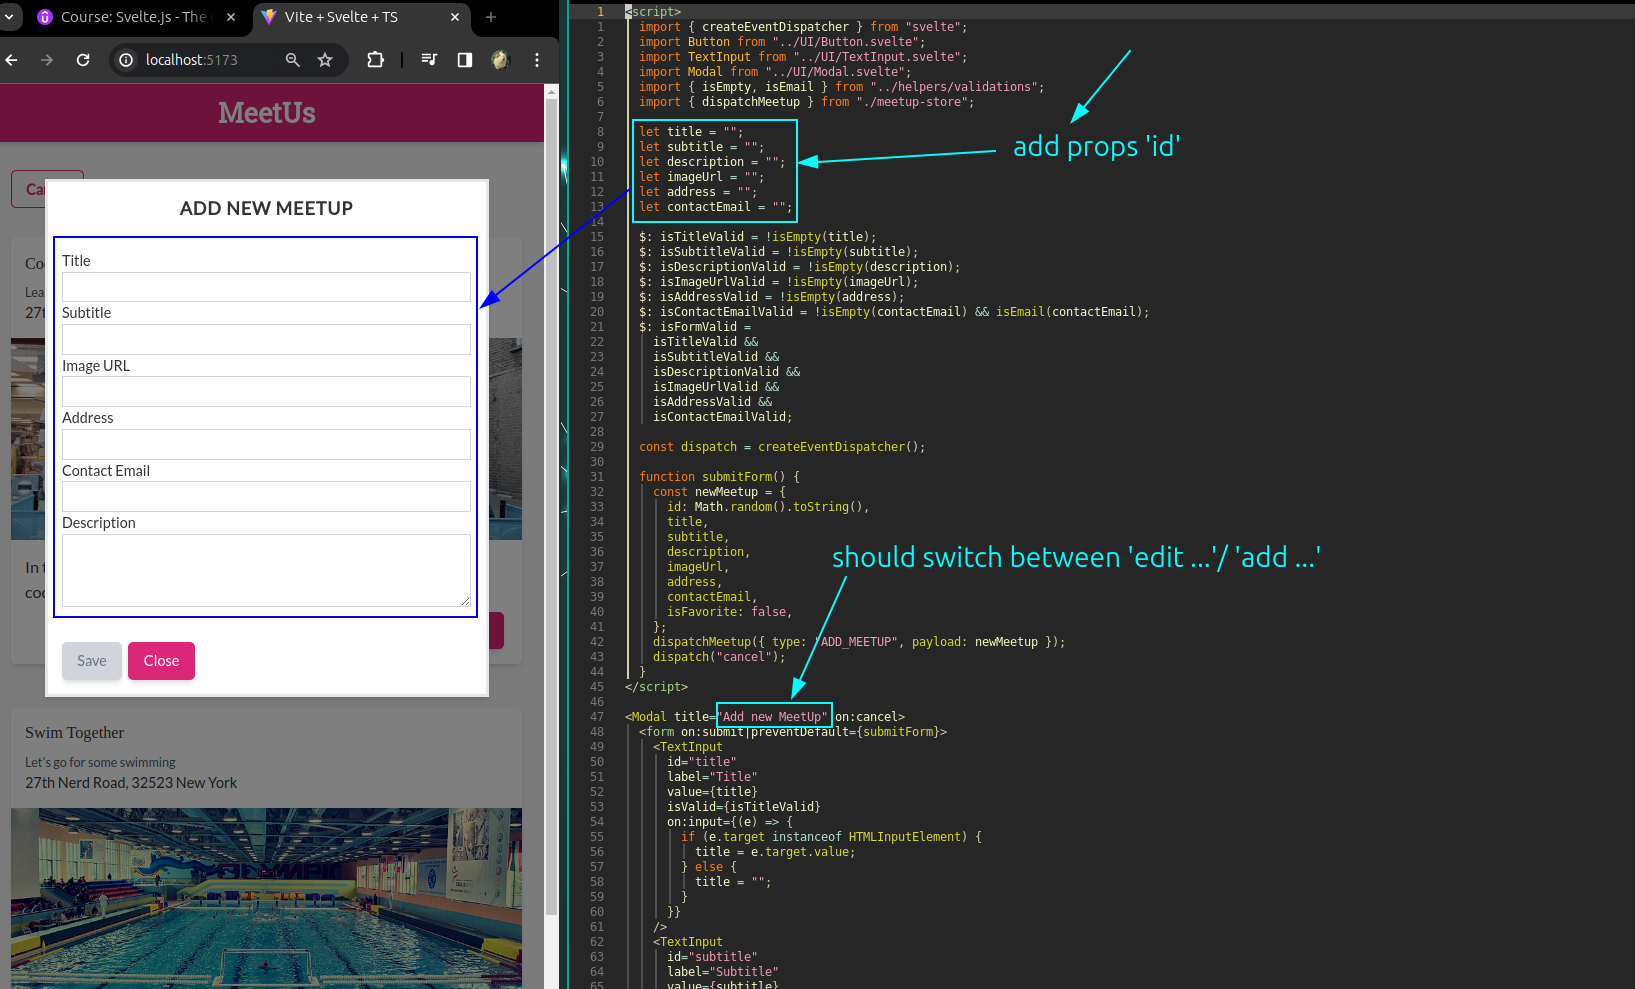 Course: Svelte.js - The
Vite + Svelte + TS
localhost:5173
MeetUs
ADD NEW MEETUP
Title
Subtitle
Image URL
Address
Contact Email
Description
Save
Close
Swim Together
Let's go for some swimming
27th Nerd Road, 32523 New York
1 <script>
1 import { createEventDispatcher } from "svelte";
2 import Button from "../UI/Button.svelte";
3 import TextInput from "../UI/TextInput.svelte";
4 import Modal from "../UI/Modal.svelte";
5 import { isEmpty, isEmail } from "../helpers/validations";
6 import { dispatchMeetup } from "./meetup-store";
7
8 let title = "";
9 let subtitle = "";
10 let description = "";
11 let imageUrl = "";
12 let address = "";
13 let contactEmail = "";
14
15 $: isTitleValid = !isEmpty(title);
16 $: isSubtitleValid = !isEmpty(subtitle);
17 $: isDescriptionValid = !isEmpty(description);
18 $: isImageUrlValid = !isEmpty(imageUrl);
19 $: isAddressValid = !isEmpty(address);
20 $: isContactEmailValid = !isEmpty(contactEmail) && isEmail(contactEmail);
21 $: isFormValid =
22 isTitleValid &&
23 isSubtitleValid &&
24 isDescriptionValid &&
25 isImageUrlValid &&
26 isAddressValid &&
27 isContactEmailValid;
28
29 const dispatch = createEventDispatcher();
30
31 function submitForm() {
32 const newMeetup = {
33 id: Math.random().toString(),
34 title,
35 subtitle,
36 description,
37 imageUrl,
38 address,
39 contactEmail,
40 isFavorite: false,
41 };
42 dispatchMeetup({ type: "ADD_MEETUP", payload: newMeetup });
43 dispatch("cancel");
44 }
45 </script>
46
47 <Modal title="Add new MeetUp" on:cancel>
48 <form on:submit|preventDefault={submitForm}>
49 <TextInput
50 id="title"
51 label="Title"
52 value={title}
53 isValid={isTitleValid}
54 on:input={(e) => {
55 if (e.target instanceof HTMLInputElement) {
56 title = e.target.value;
57 } else {
58 title = "";
59 }
60 }}
61 />
62 <TextInput
63 id="subtitle"
64 label="Subtitle"
65 value={subtitle}
add props 'id'
should switch between 'edit ...'/ 'add ...'